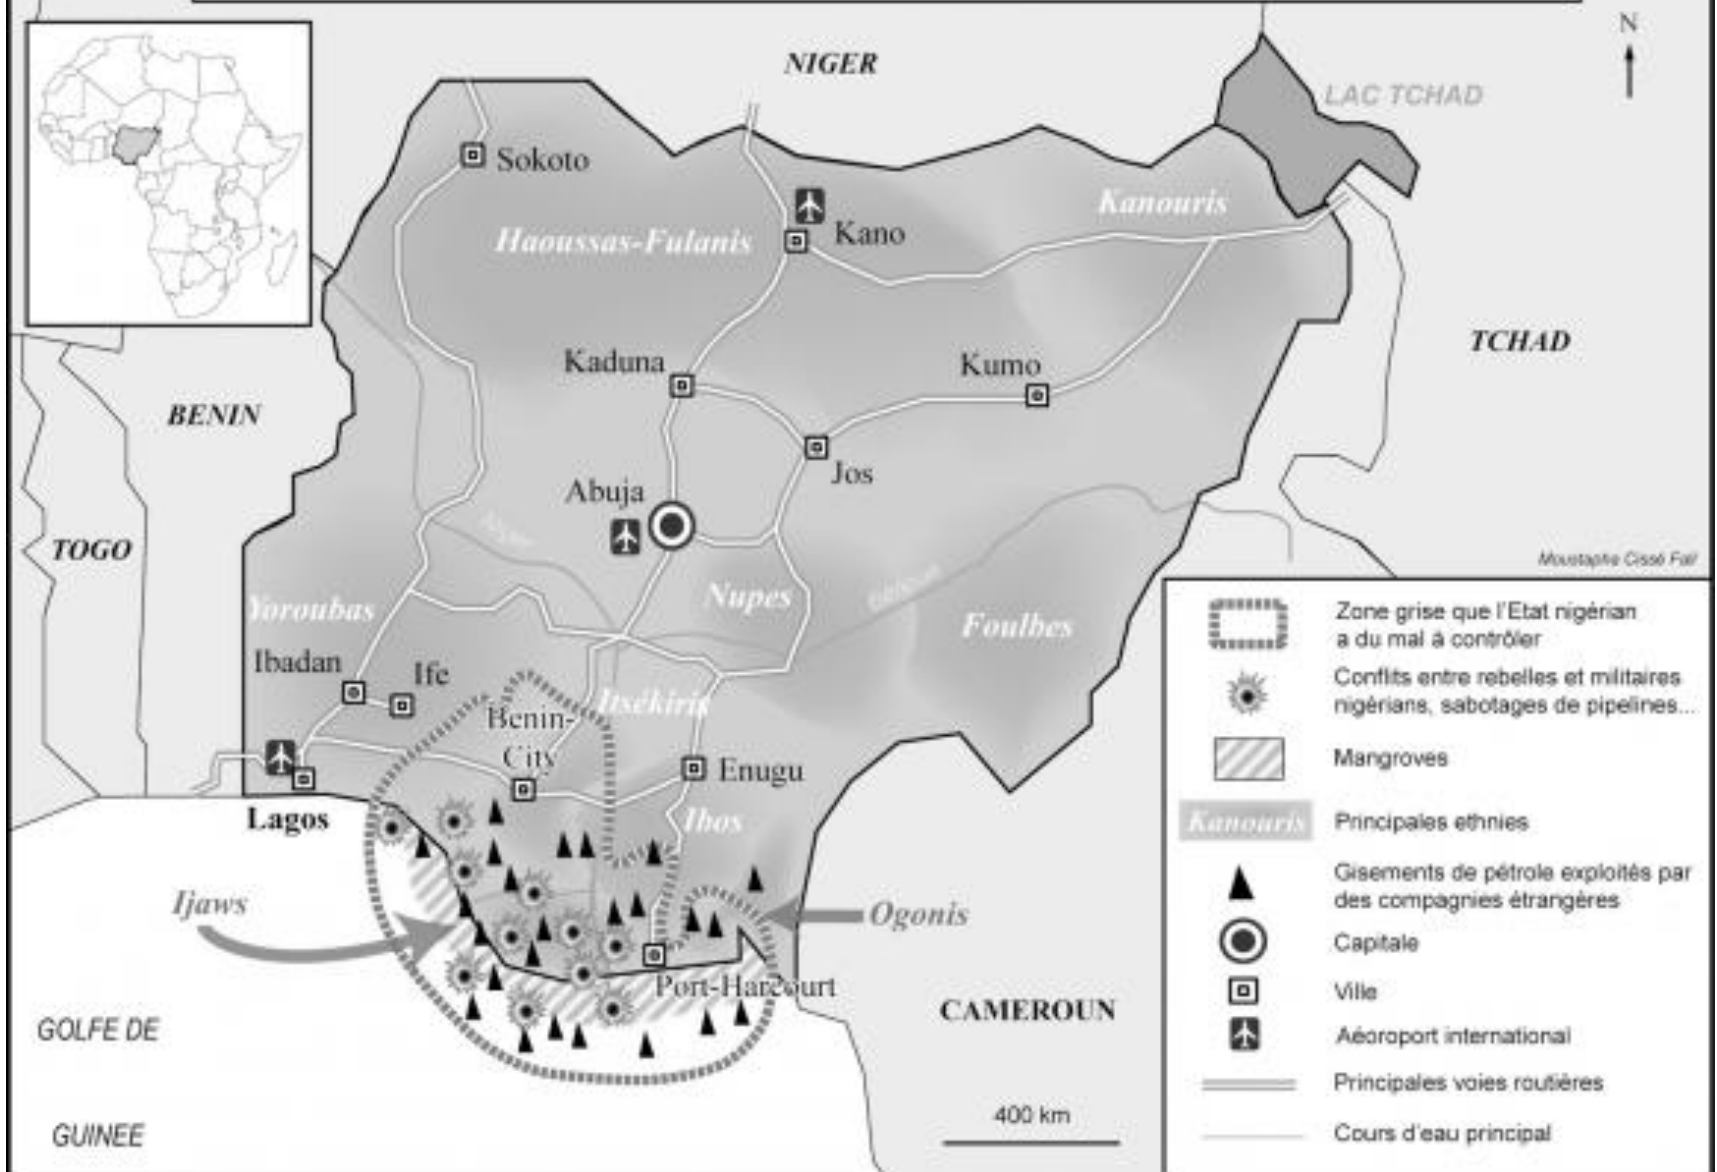 N
NIGER
LAC TCHAD
Sokoto
Kanouris
Haoussas-Fulanis
Kano
TCHAD
Kaduna
Kumo
BENIN
Jos
Abuja
Niger
TOGO
Moustapha Cissé Fall
Nupes
Yoroubas
Foulbes
Ibadan
Ife
Itsékiris
Benin-
City
Enugu
Lagos
Ibos
Ijaws
Ogonis
Port-Harcourt
CAMEROUN
GOLFE DE
GUINEE
400 km
Zone grise que l'Etat nigérian
a du mal à contrôler
Conflits entre rebelles et militaires
nigérians, sabotages de pipelines...
Mangroves
Kanouris
Principales ethnies
Gisements de pétrole exploités par
des compagnies étrangères
Capitale
Ville
Aéoroport international
Principales voies routières
Cours d'eau principal